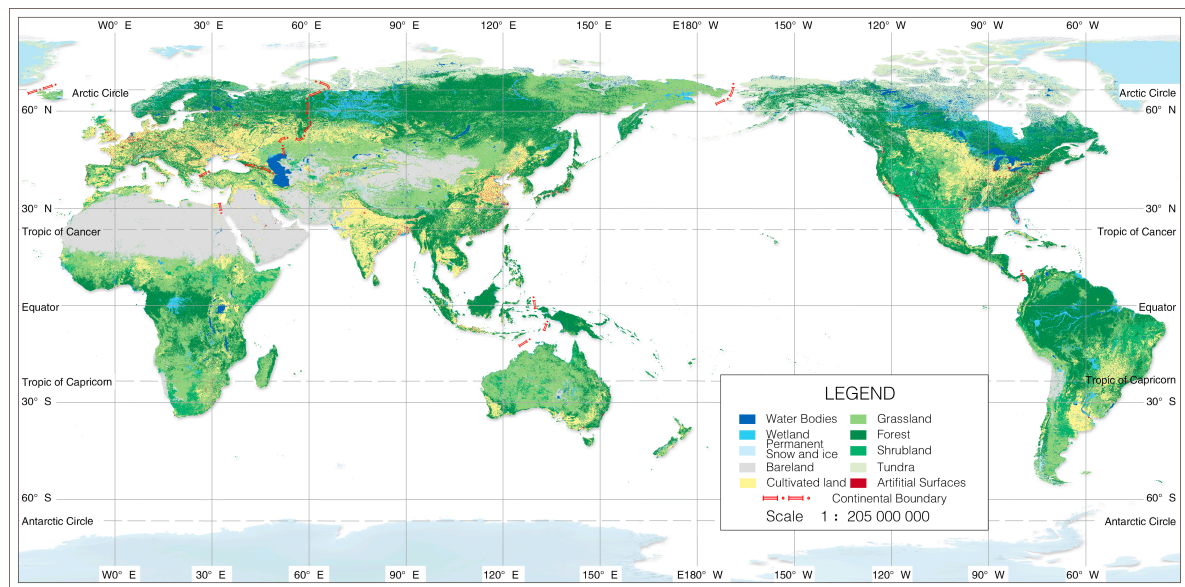 W0° E 30° E 60° E 90° E 120° E 150° E E180° W 150° W 120° W 90° W 60° W
Arctic Circle Arctic Circle
60° N 60° N
30° N 30° N
Tropic of Cancer Tropic of Cancer
Equator Equator
Tropic of Capricorn Tropic of Capricorn
30° S 30° S
LEGEND
Water Bodies Grassland
Wetland Forest
Permanent
Snow and ice Shrubland
Bareland Tundra
Cultivated land Artifitial Surfaces
Continental Boundary
Scale 1 : 205 000 000
60° S 60° S
Antarctic Circle Antarctic Circle
W0° E 30° E 60° E 90° E 120° E 150° E E180° W 150° W 120° W 90° W 60° W